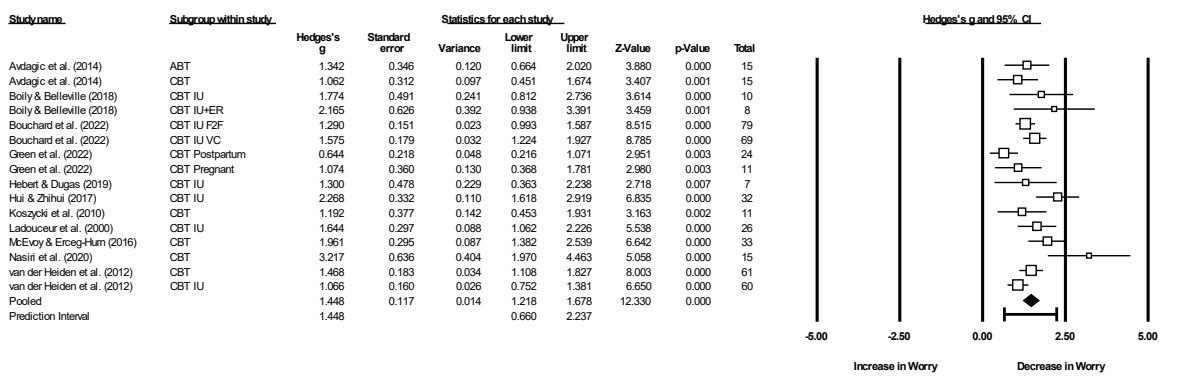 Study name Subgroup within study Statistics for each study Hedges's g and 95% CI
Hedges's g Standard error Variance Lower limit Upper limit Z-Value p-Value Total
Avdagic et al. (2014) ABT 1.342 0.346 0.120 0.664 2.020 3.880 0.000 15
Avdagic et al. (2014) CBT 1.062 0.312 0.097 0.451 1.674 3.407 0.001 15
Boily & Belleville (2018) CBT IU 1.774 0.491 0.241 0.812 2.736 3.614 0.000 10
Boily & Belleville (2018) CBT IU+ER 2.165 0.626 0.392 0.938 3.391 3.459 0.001 8
Bouchard et al. (2022) CBT IU F2F 1.290 0.151 0.023 0.993 1.587 8.515 0.000 79
Bouchard et al. (2022) CBT IU VC 1.575 0.179 0.032 1.224 1.927 8.785 0.000 69
Green et al. (2022) CBT Postpartum 0.644 0.218 0.048 0.216 1.071 2.951 0.003 24
Green et al. (2022) CBT Pregnant 1.074 0.360 0.130 0.368 1.781 2.980 0.003 11
Hebert & Dugas (2019) CBT IU 1.300 0.478 0.229 0.363 2.238 2.718 0.007 7
Hui & Zhihui (2017) CBT IU 2.268 0.332 0.110 1.618 2.919 6.835 0.000 32
Koszycki et al. (2010) CBT 1.192 0.377 0.142 0.453 1.931 3.163 0.002 11
Ladouceur et al. (2000) CBT IU 1.644 0.297 0.088 1.062 2.226 5.538 0.000 26
McEvoy & Erceg-Hurn (2016) CBT 1.961 0.295 0.087 1.382 2.539 6.642 0.000 33
Nasiri et al. (2020) CBT 3.217 0.636 0.404 1.970 4.463 5.058 0.000 15
van der Heiden et al. (2012) CBT 1.468 0.183 0.034 1.108 1.827 8.003 0.000 61
van der Heiden et al. (2012) CBT IU 1.066 0.160 0.026 0.752 1.381 6.650 0.000 60
Pooled 1.448 0.117 0.014 1.218 1.678 12.330 0.000
Prediction Interval 1.448 0.660 2.237
-5.00 -2.50 0.00 2.50 5.00
Increase in Worry Decrease in Worry